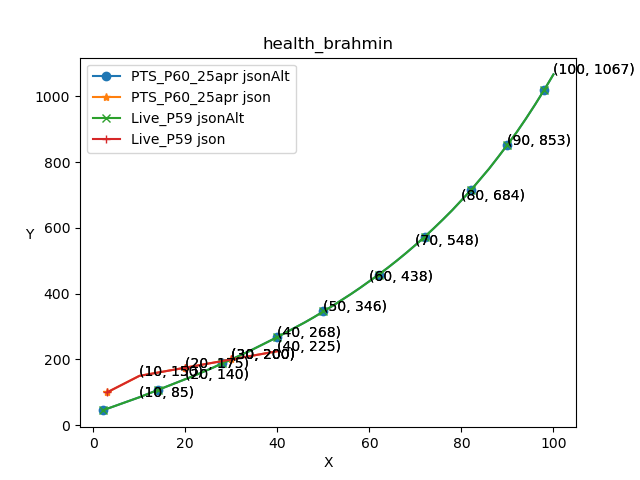 health_brahmin
PTS_P60_25apr jsonAlt
PTS_P60_25apr json
Live_P59 jsonAlt
Live_P59 json
(100, 1067)
1000
(90, 853)
800
(80, 684)
600
(70, 548)
Y
(60, 438)
400
(50, 346)
(40, 268)
(40, 225)
(30, 200)
200
(20, 175)
(10, 150)
(20, 140)
(10, 85)
0
0 20 40 60 80 100
X